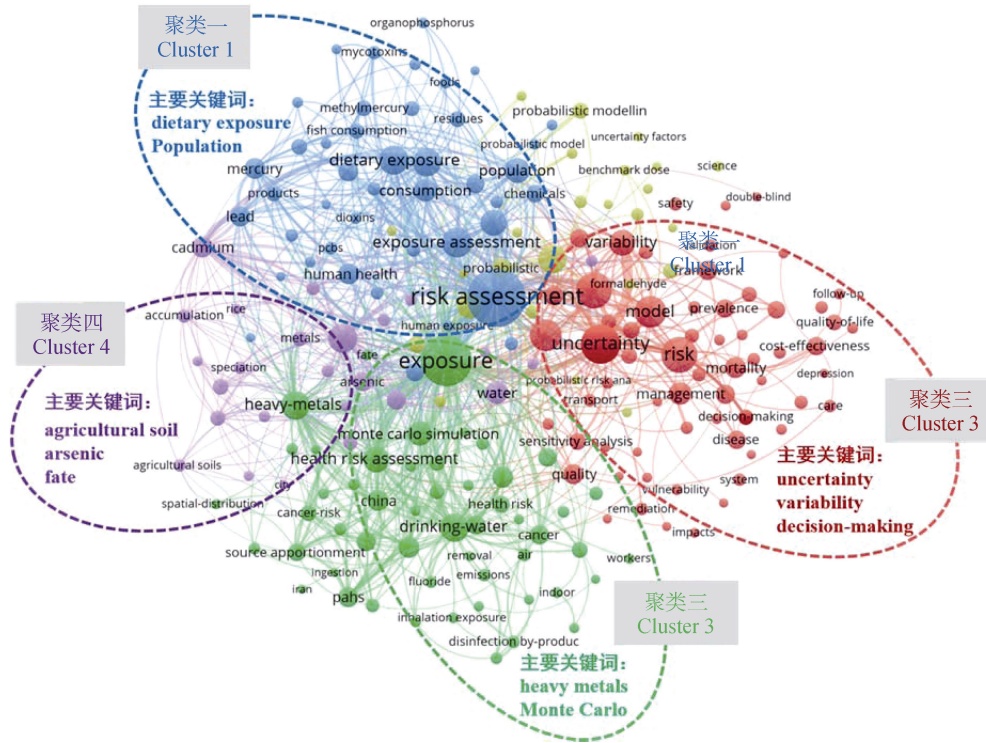 organophosphorus
聚类一
Cluster 1
mycotoxins
foods
主要关键词：
dietary exposure
Population
methylmercury
residues
probabilistic modellin
fish consumption
uncertainty factors
probabilistic model
dietary exposure
mercury
population
benchmark dose
science
products
consumption
chemicals
double-blind
safety
lead
dioxins
cadmium
pcbs
exposure assessment
variability
聚类一
validation
Cluster 1
framework
human health
probabilistic
formaldehyde
risk assessment
follow-up
accumulation
rice
model
prevalence
quality-of-life
聚类四
Cluster 4
metals
human exposure
uncertainty
cost-effectiveness
speciation
fate
exposure
risk
mortality
depression
arsenic
probabilistic risk ana
water
transport
management
care
主要关键词：
agricultural soil
arsenic
fate
heavy-metals
decision-making
聚类三
Cluster 3
monte carlo simulation
sensitivity analysis
disease
health risk assessment
主要关键词：
uncertainty
variability
decision-making
agricultural soils
quality
system
city
vulnerability
spatial-distribution
china
health risk
cancer-risk
remediation
drinking-water
cancer
impacts
source apportionment
removal
air
workers
ingestion
emissions
iran
fluoride
indoor
pahs
聚类三
Cluster 3
inhalation exposure
disinfection by-produc
主要关键词：
heavy metals
Monte Carlo